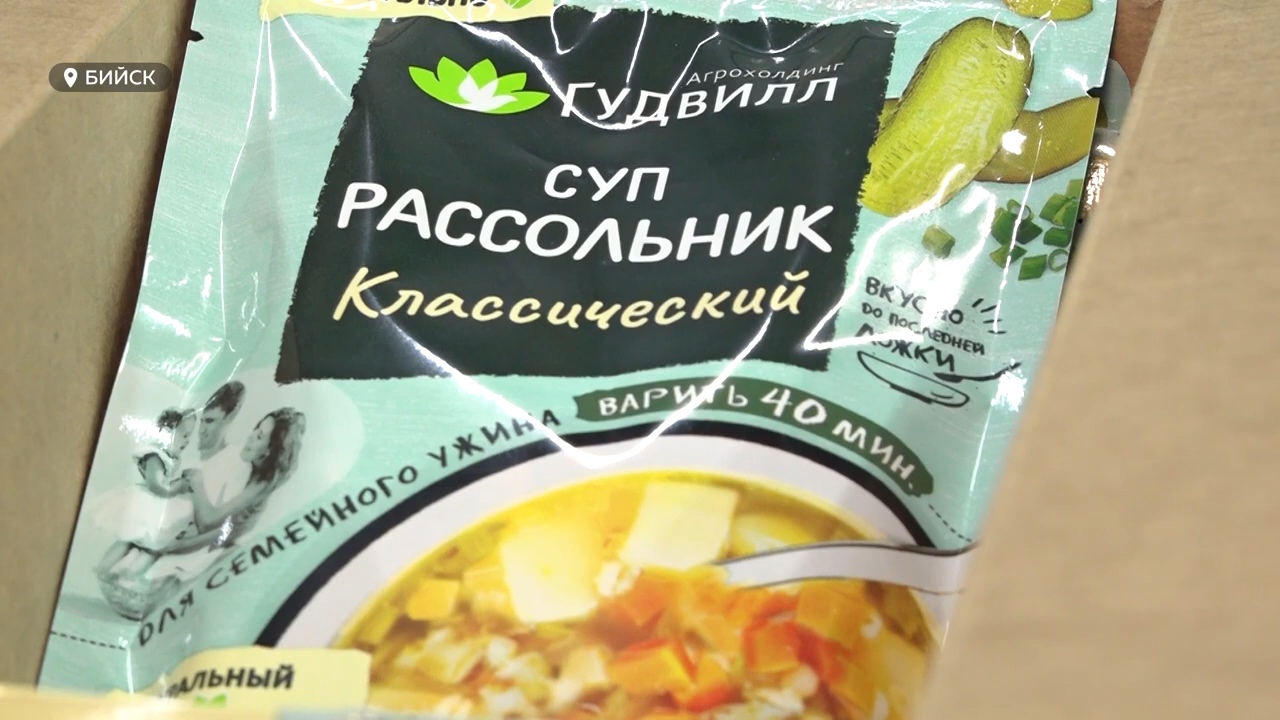 БИЙСК
Агрохолдинг
ГУДВИЛЛ
СУП
РАССОЛЬНИК
Классический
ВКУСНО
ДО ПОСЛЕДНЕЙ
ЛОЖКИ
ВАРИТЬ 40 МИН.
ДЛЯ СЕМЕЙНОГО УЖИНА